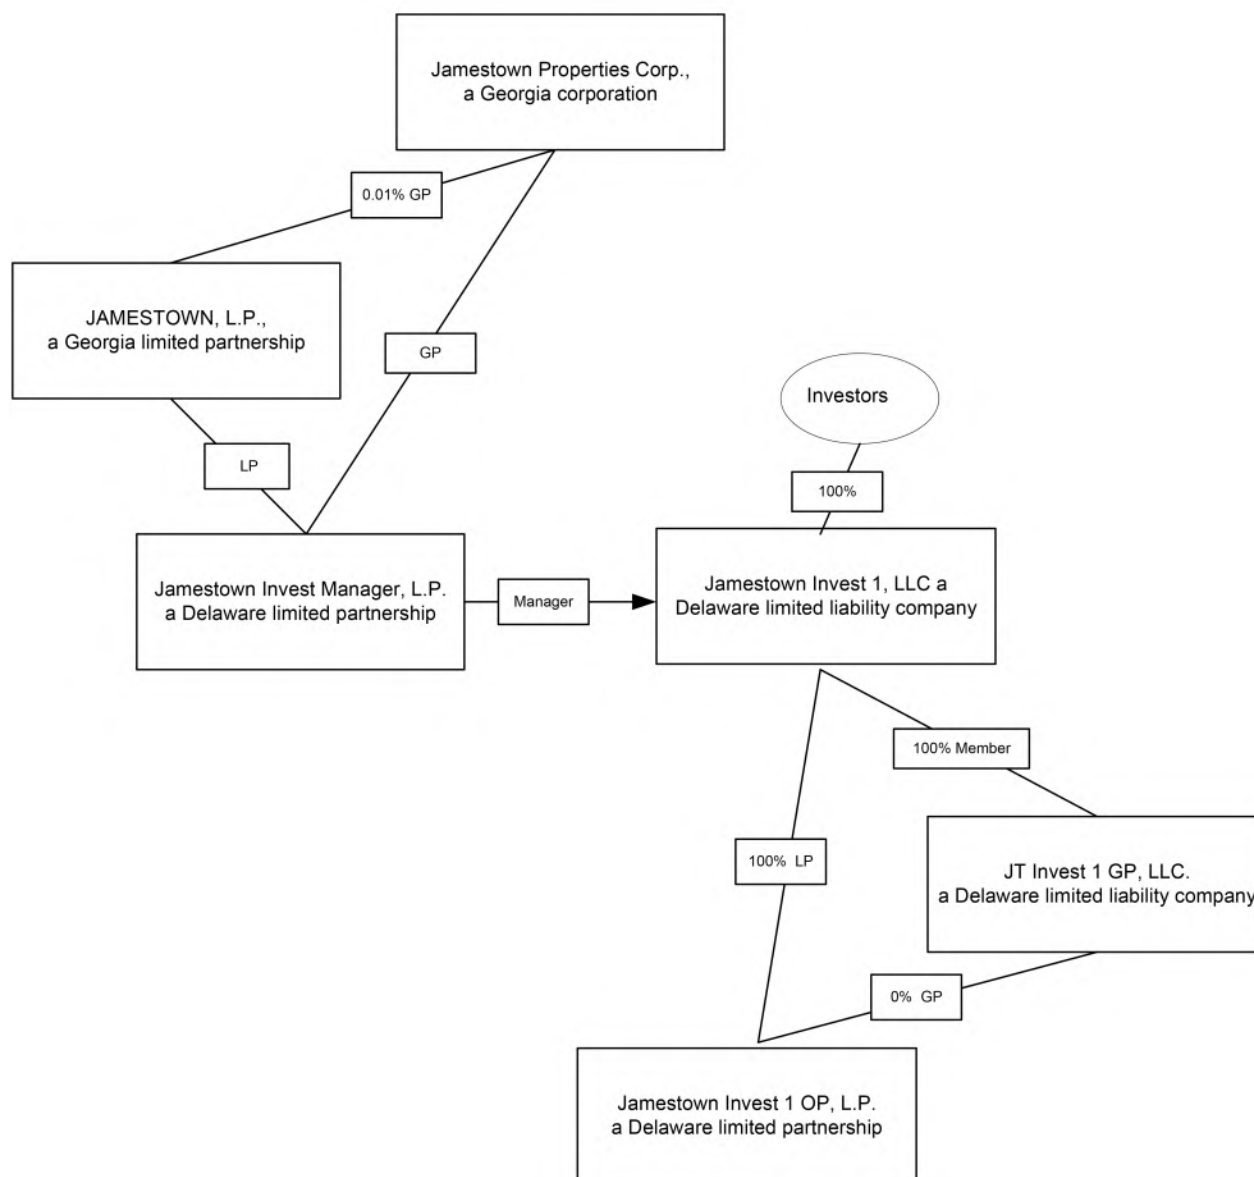 Jamestown Properties Corp.,
a Georgia corporation
0.01% GP
JAMESTOWN, L.P.,
a Georgia limited partnership
GP
Investors
LP
100%
Jamestown Invest Manager, L.P.
a Delaware limited partnership
Manager
Jamestown Invest 1, LLC a
Delaware limited liability company
100% Member
100% LP
JT Invest 1 GP, LLC.
a Delaware limited liability company
0% GP
Jamestown Invest 1 OP, L.P.
a Delaware limited partnership